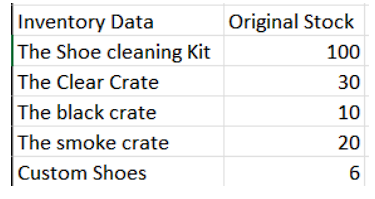 Inventory Data Original Stock
The Shoe cleaning Kit 100
The Clear Crate 30
The black crate 10
The smoke crate 20
Custom Shoes 6